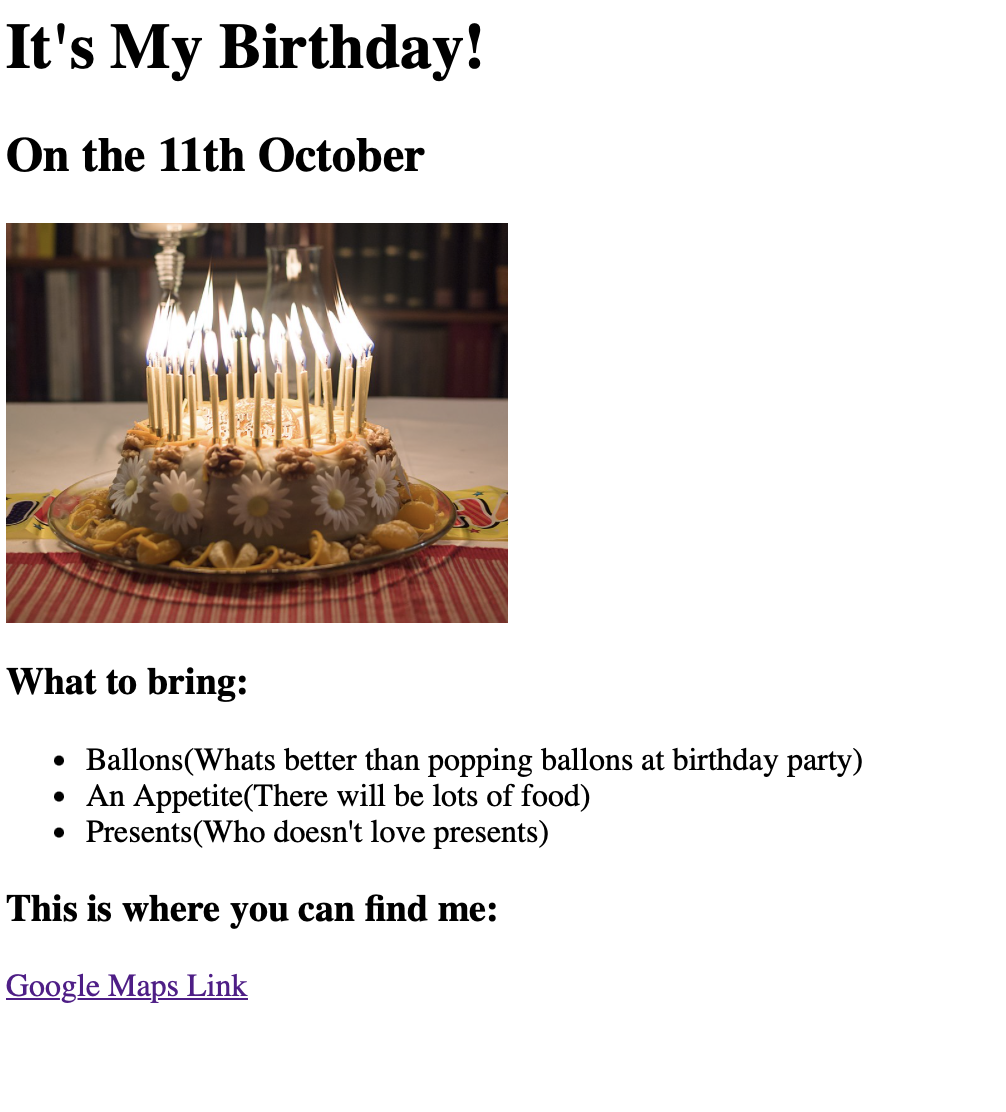 It's My Birthday!
On the 11th October
What to bring:
Ballons(Whats better than popping ballons at birthday party)
An Appetite(There will be lots of food)
Presents(Who doesn't love presents)
This is where you can find me:
Google Maps Link